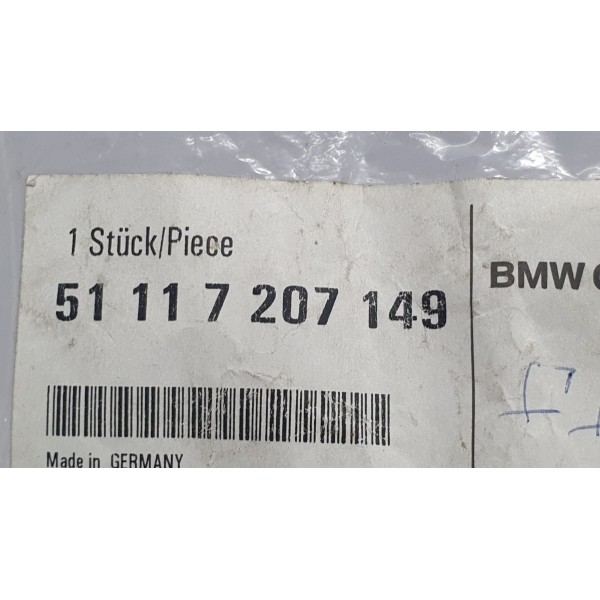 1 Stück/Piece
51 11 7 207 149
Made in GERMANY
BMW